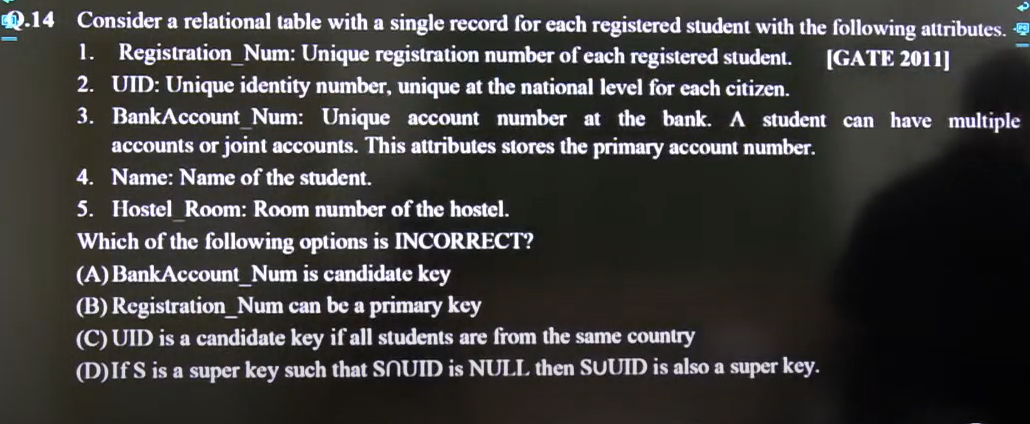 Q.14 Consider a relational table with a single record for each registered student with the following attributes.
1. Registration_Num: Unique registration number of each registered student. [GATE 2011]
2. UID: Unique identity number, unique at the national level for each citizen.
3. BankAccount_Num: Unique account number at the bank. A student can have multiple
accounts or joint accounts. This attributes stores the primary account number.
4. Name: Name of the student.
5. Hostel_Room: Room number of the hostel.
Which of the following options is INCORRECT?
(A) BankAccount_Num is candidate key
(B) Registration_Num can be a primary key
(C) UID is a candidate key if all students are from the same country
(D) If S is a super key such that S∩UID is NULL then S∪UID is also a super key.